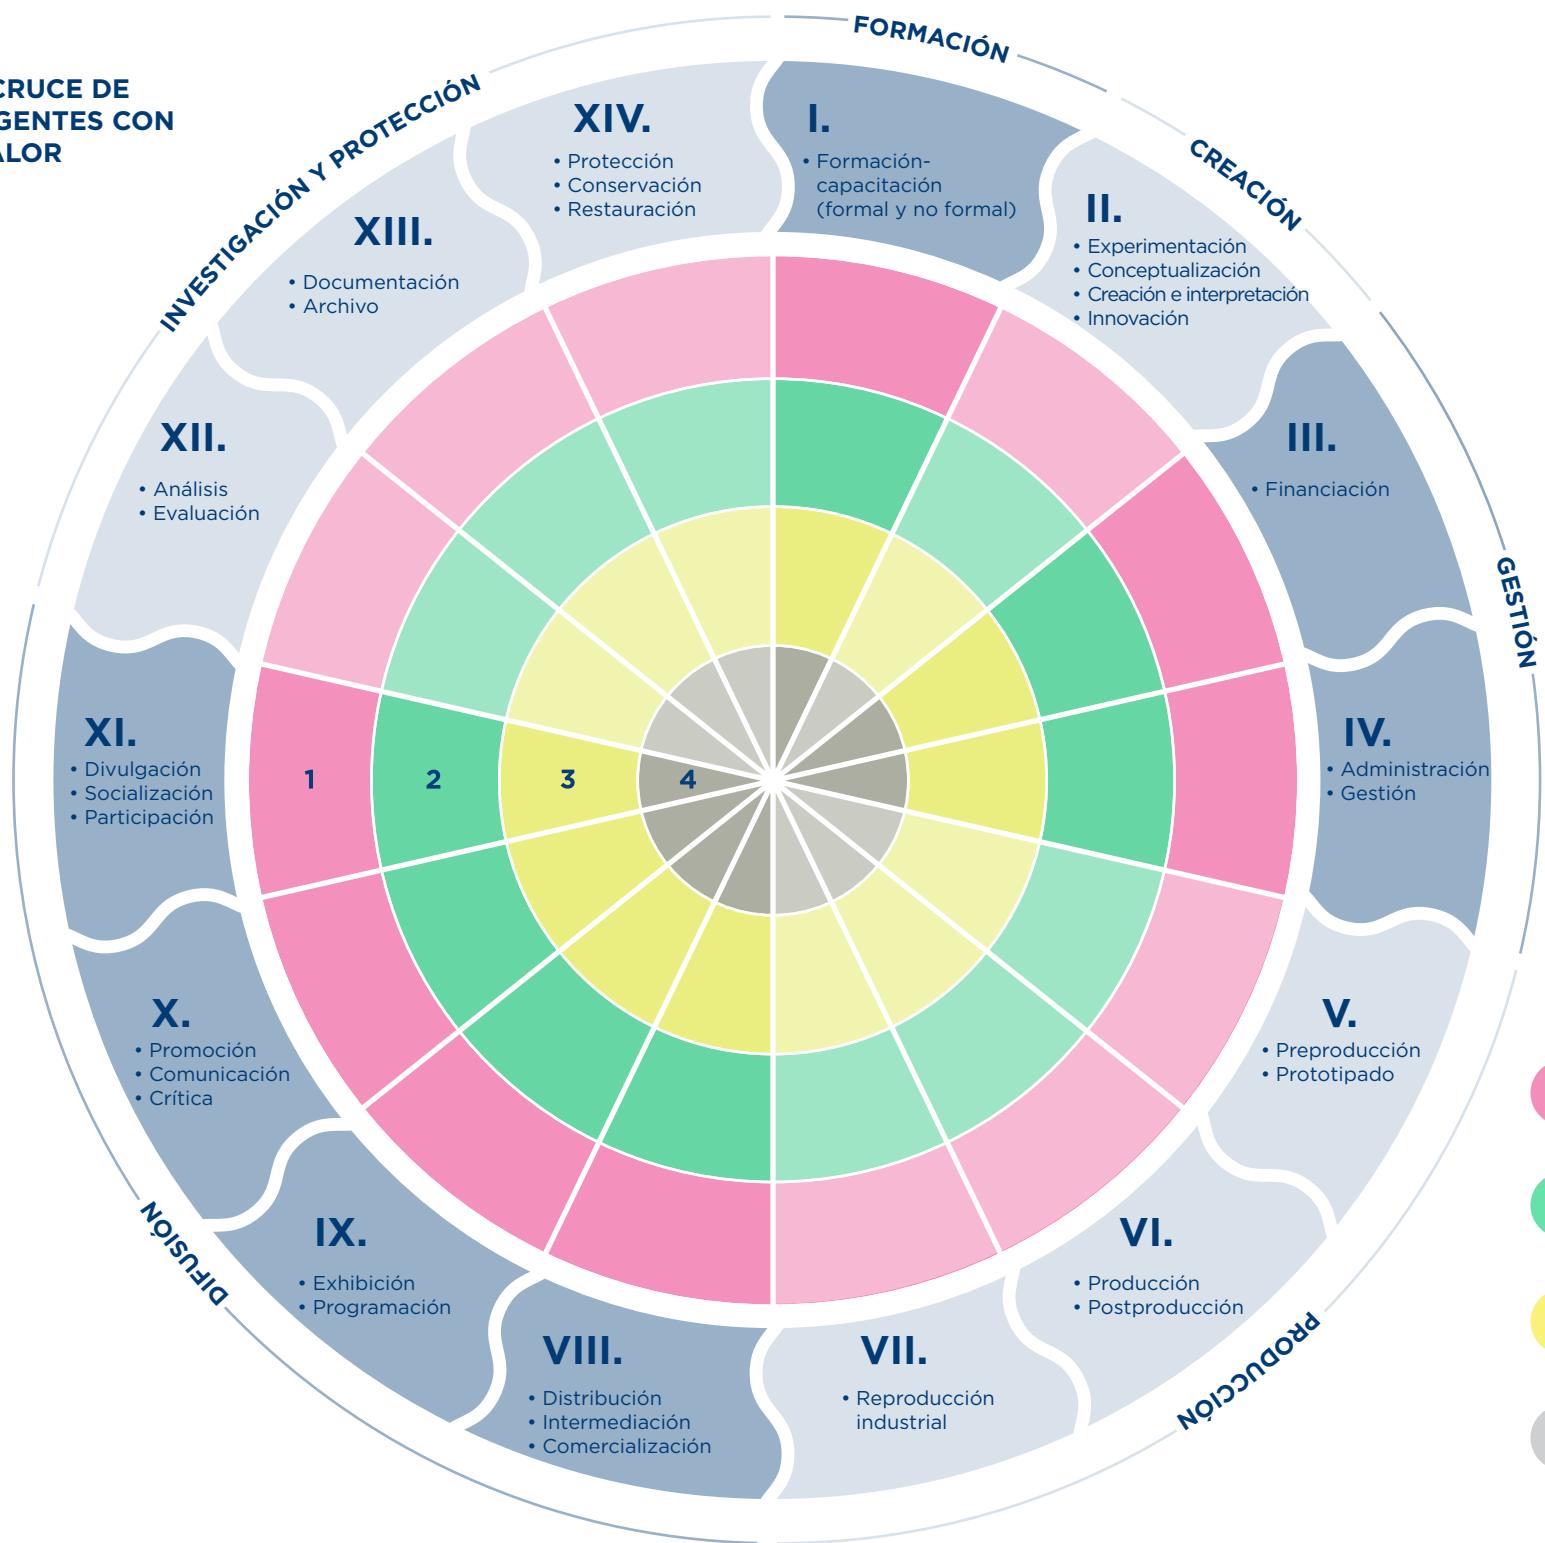 CRUCE DE
GENTES CON
ALOR
FORMACIÓN
I.
• Formación-
capacitación
(formal y no formal)
CREACIÓN
II.
• Experimentación
• Conceptualización
• Creación e interpretación
• Innovación
GESTIÓN
III.
• Financiación
IV.
• Administración
• Gestión
PRODUCCIÓN
V.
• Preproducción
• Prototipado
VI.
• Producción
• Postproducción
VII.
• Reproducción
industrial
DIFUSIÓN
VIII.
• Distribución
• Intermediación
• Comercialización
IX.
• Exhibición
• Programación
X.
• Promoción
• Comunicación
• Crítica
XI.
• Divulgación
• Socialización
• Participación
INVESTIGACIÓN Y PROTECCIÓN
XII.
• Análisis
• Evaluación
XIII.
• Documentación
• Archivo
XIV.
• Protección
• Conservación
• Restauración
1 2 3 4